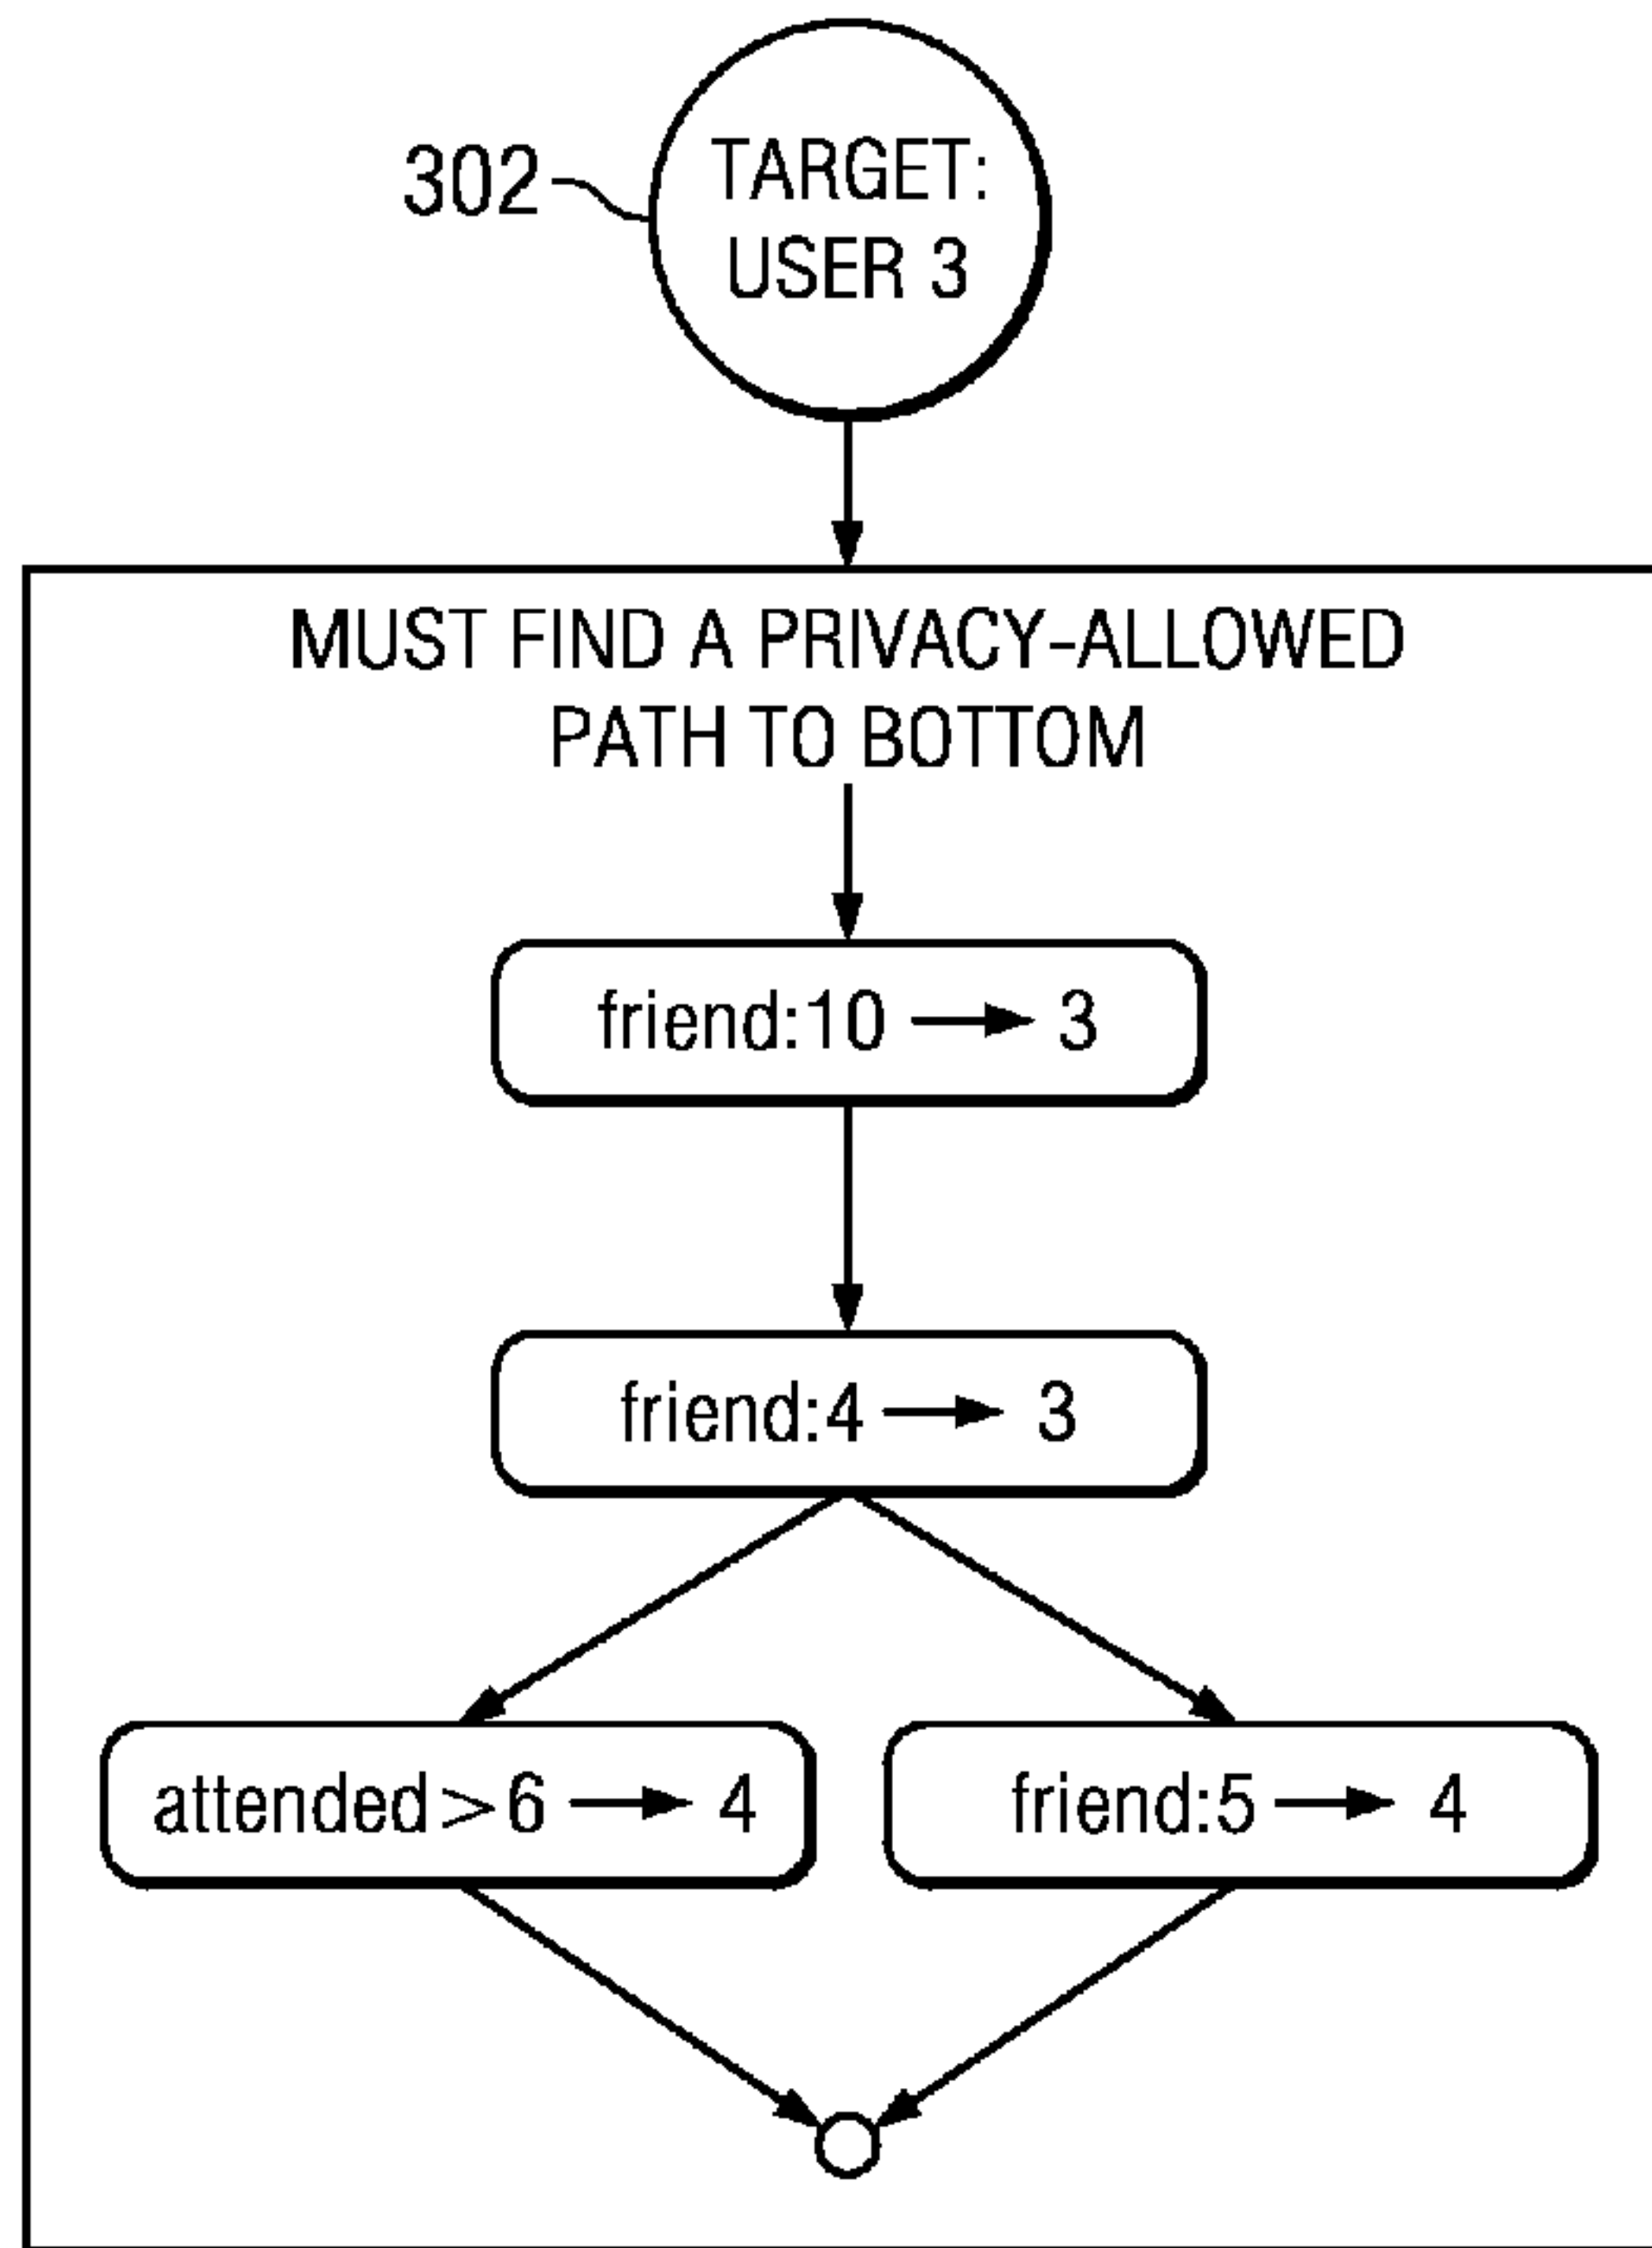 302
TARGET:
USER 3
MUST FIND A PRIVACY-ALLOWED
PATH TO BOTTOM
friend:10 → 3
friend:4 → 3
attended>6 → 4
friend:5 → 4